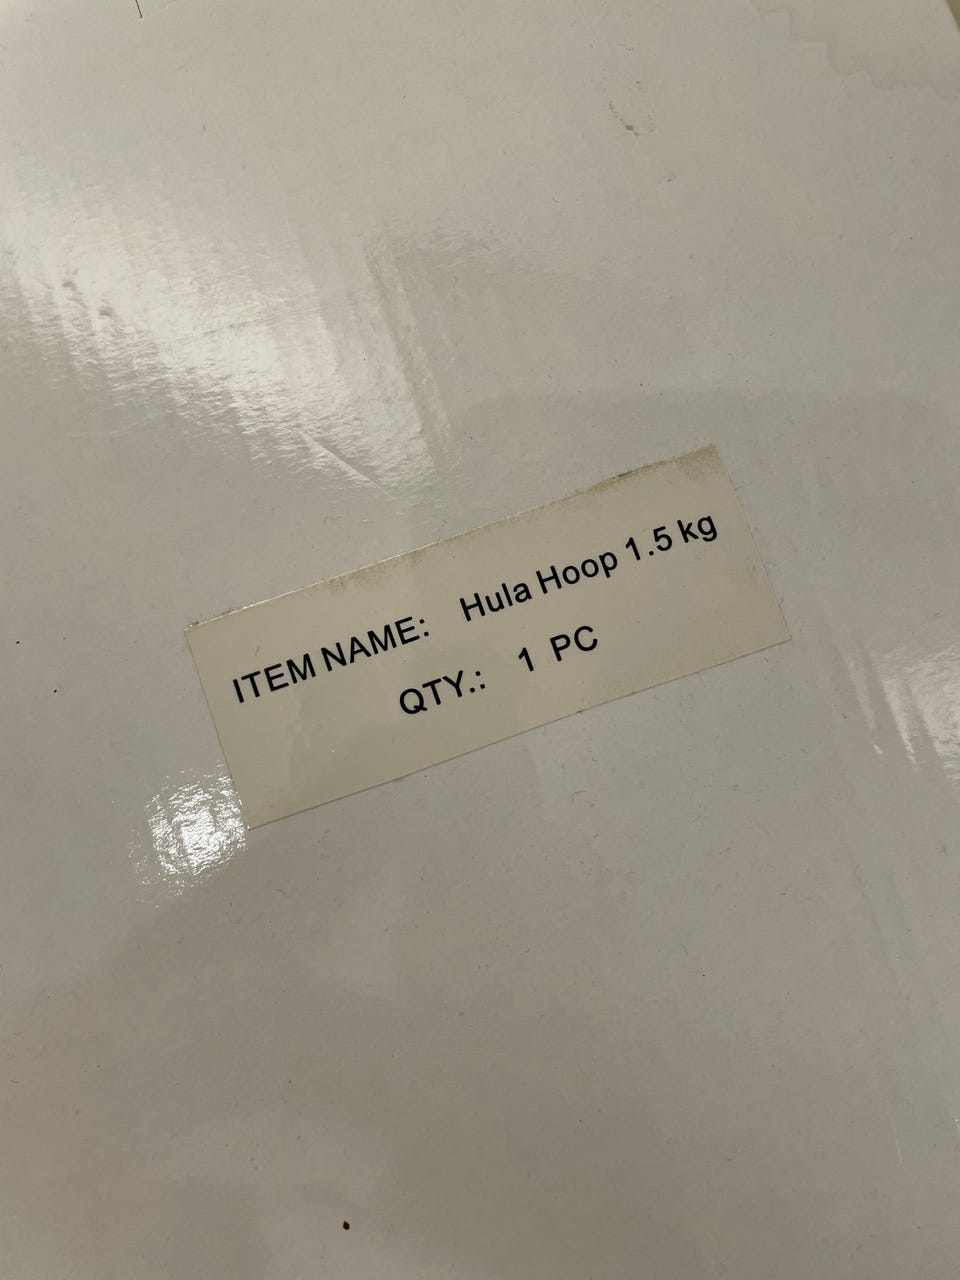 ITEM NAME: Hula Hoop 1.5 kg
QTY.: 1 PC